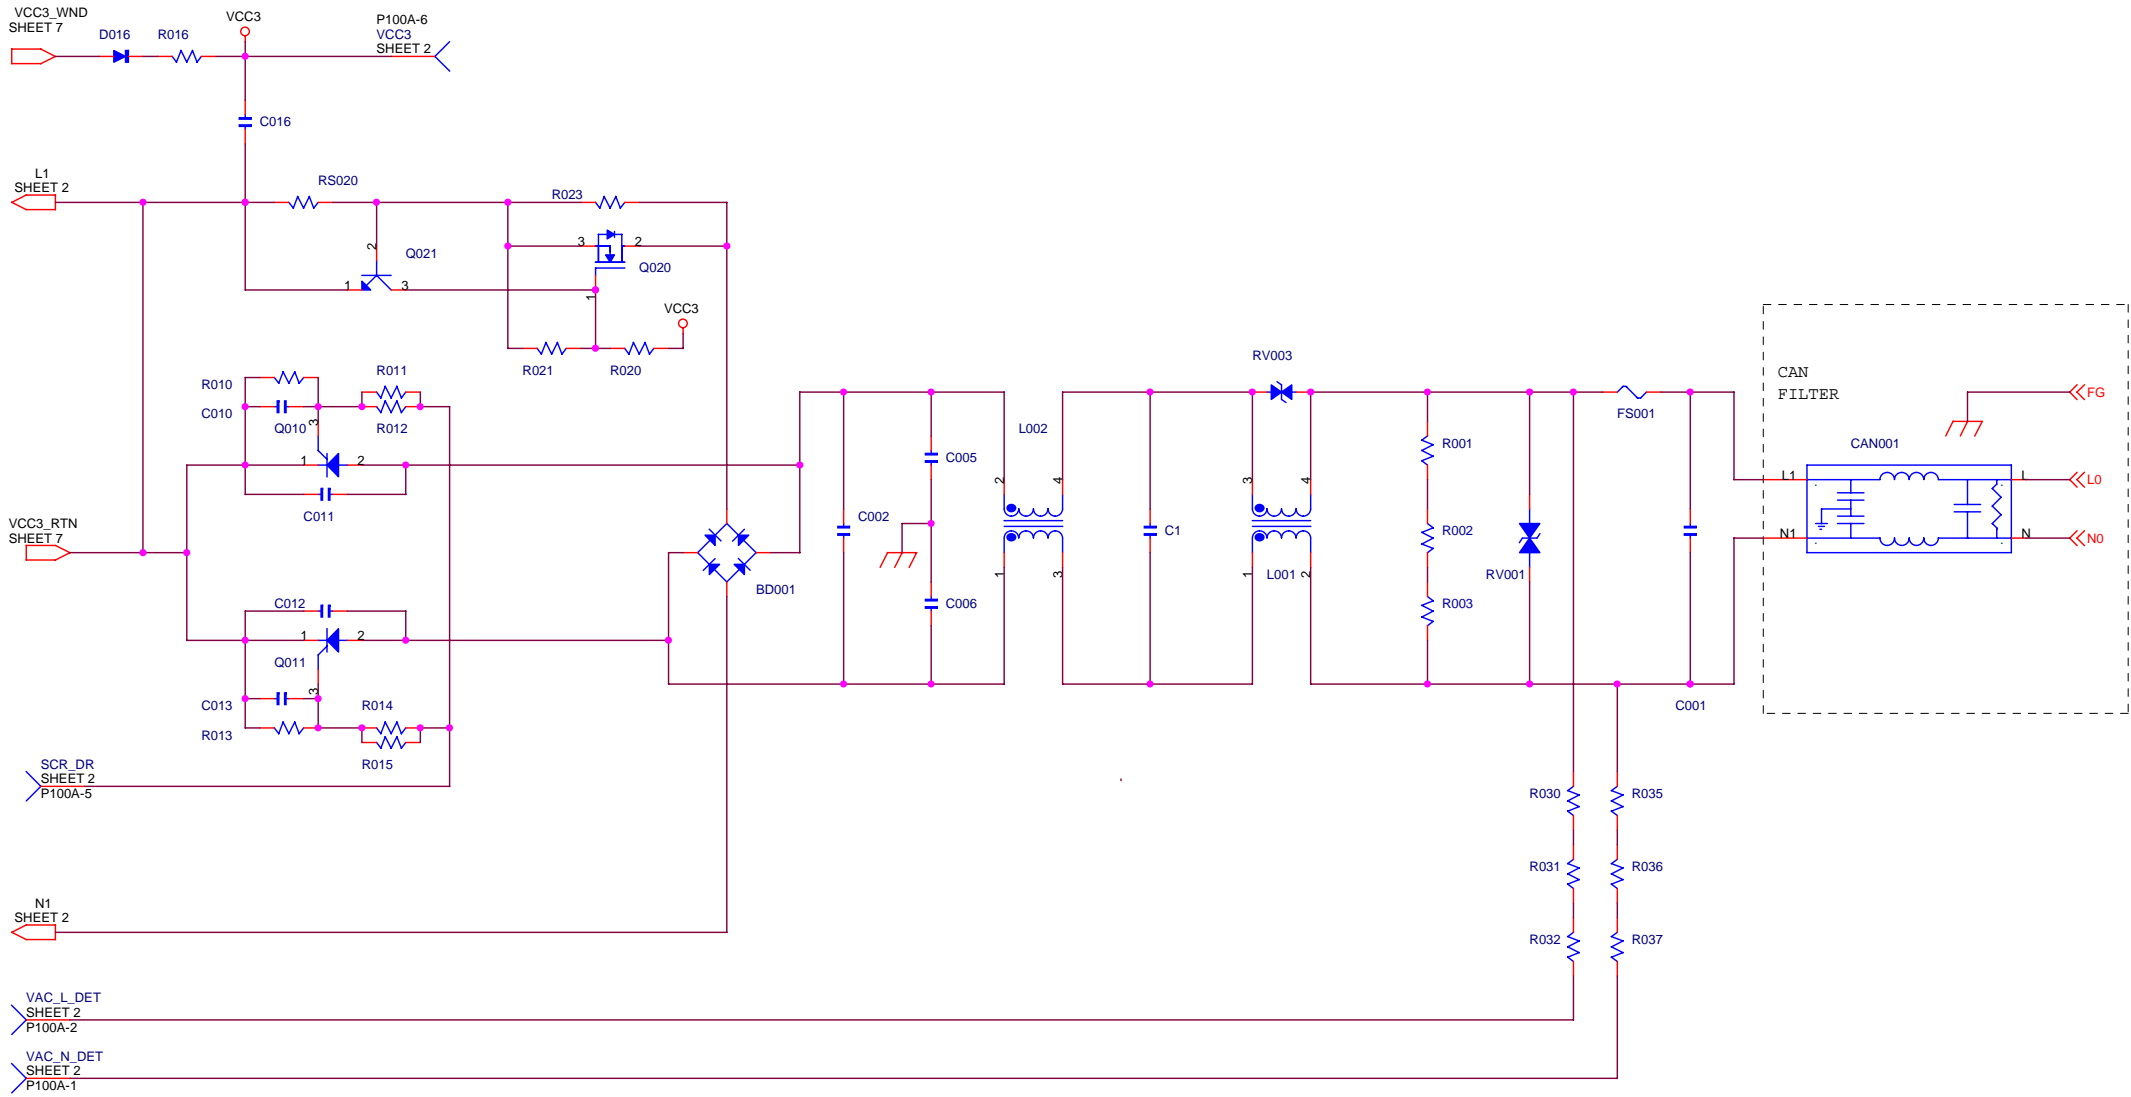 VCC3_WND
SHEET 7
D016
R016
VCC3
P100A-6
VCC3
SHEET 2
C016
L1
SHEET 2
RS020
R023
2
Q021
3
2
Q020
1
3
1
VCC3
R021
R020
R010
R011
C010
Q010
3
R012
1
2
C011
VCC3_RTN
SHEET 7
C012
1
2
Q011
3
C013
R014
R013
R015
SCR_DR
SHEET 2
P100A-5
BD001
C002
C005
C006
L002
2
4
1
3
C1
RV003
3
4
1
L001
2
R001
R002
R003
RV001
FS001
C001
CAN
FILTER
FG
CAN001
L1
L
L0
N1
N
N0
R030
R035
R031
R036
R032
R037
N1
SHEET 2
VAC_L_DET
SHEET 2
P100A-2
VAC_N_DET
SHEET 2
P100A-1